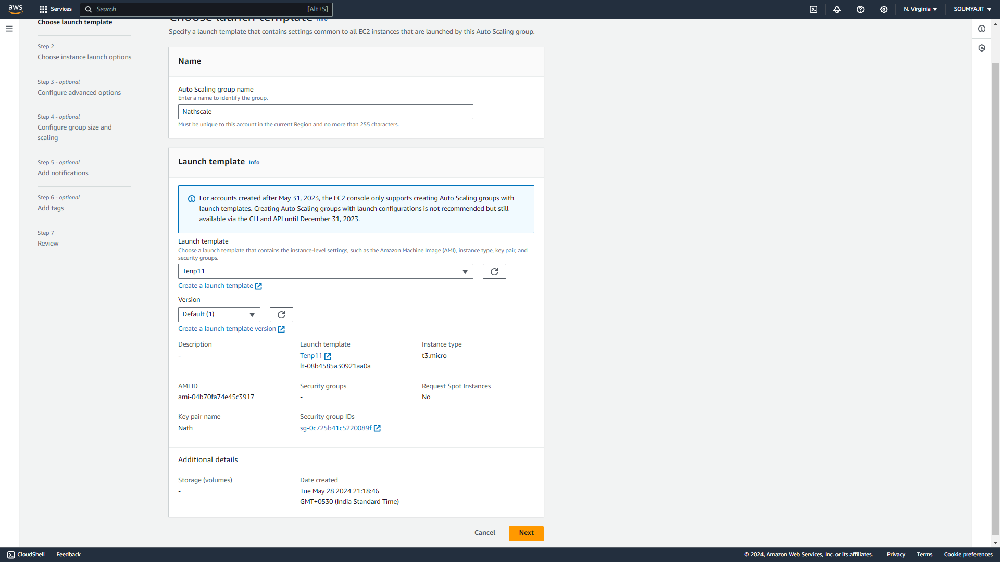 aws
Services
Search
[Alt+S]
N. Virginia
SOUMYAJIT
Choose launch template
Step 2
Choose instance launch options
Step 3 - optional
Configure advanced options
Step 4 - optional
Configure group size and
scaling
Step 5 - optional
Add notifications
Step 6 - optional
Add tags
Step 7
Review
Choose launch template Info
Specify a launch template that contains settings common to all EC2 instances that are launched by this Auto Scaling group.
Name
Auto Scaling group name
Enter a name to identify the group.
Nathscale
Must be unique to this account in the current Region and no more than 255 characters.
Launch template Info
For accounts created after May 31, 2023, the EC2 console only supports creating Auto Scaling groups with
launch templates. Creating Auto Scaling groups with launch configurations is not recommended but still
available via the CLI and API until December 31, 2023.
Launch template
Choose a launch template that contains the instance-level settings, such as the Amazon Machine Image (AMI), instance type, key pair, and
security groups.
Tenp11
Create a launch template
Version
Default (1)
Create a launch template version
Description
-
Launch template
Tenp11
lt-08b4585a30921aa0a
Instance type
t3.micro
AMI ID
ami-04b70fa74e45c3917
Security groups
-
Request Spot Instances
No
Key pair name
Nath
Security group IDs
sg-0c725b41c5220089f
Additional details
Storage (volumes)
-
Date created
Tue May 28 2024 21:18:46
GMT+0530 (India Standard Time)
Cancel
Next
CloudShell
Feedback
© 2024, Amazon Web Services, Inc. or its affiliates.
Privacy
Terms
Cookie preferences